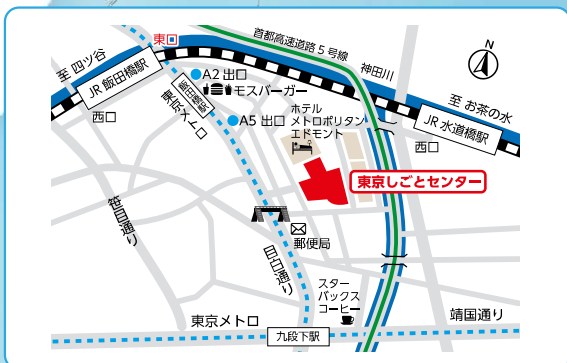 東口
首都高速道路5号線
N
至 四ツ谷
JR 飯田橋駅
A2 出口
神田川
飯田橋駅
モスバーガー
東京メトロ
至 お茶の水
西口
A5 出口
ホテル
メトロポリタン
エドモント
JR 水道橋駅
西口
東京しごとセンター
笹目通り
郵便局
目白通り
スター
バックス
コーヒー
東京メトロ
靖国通り
九段下駅